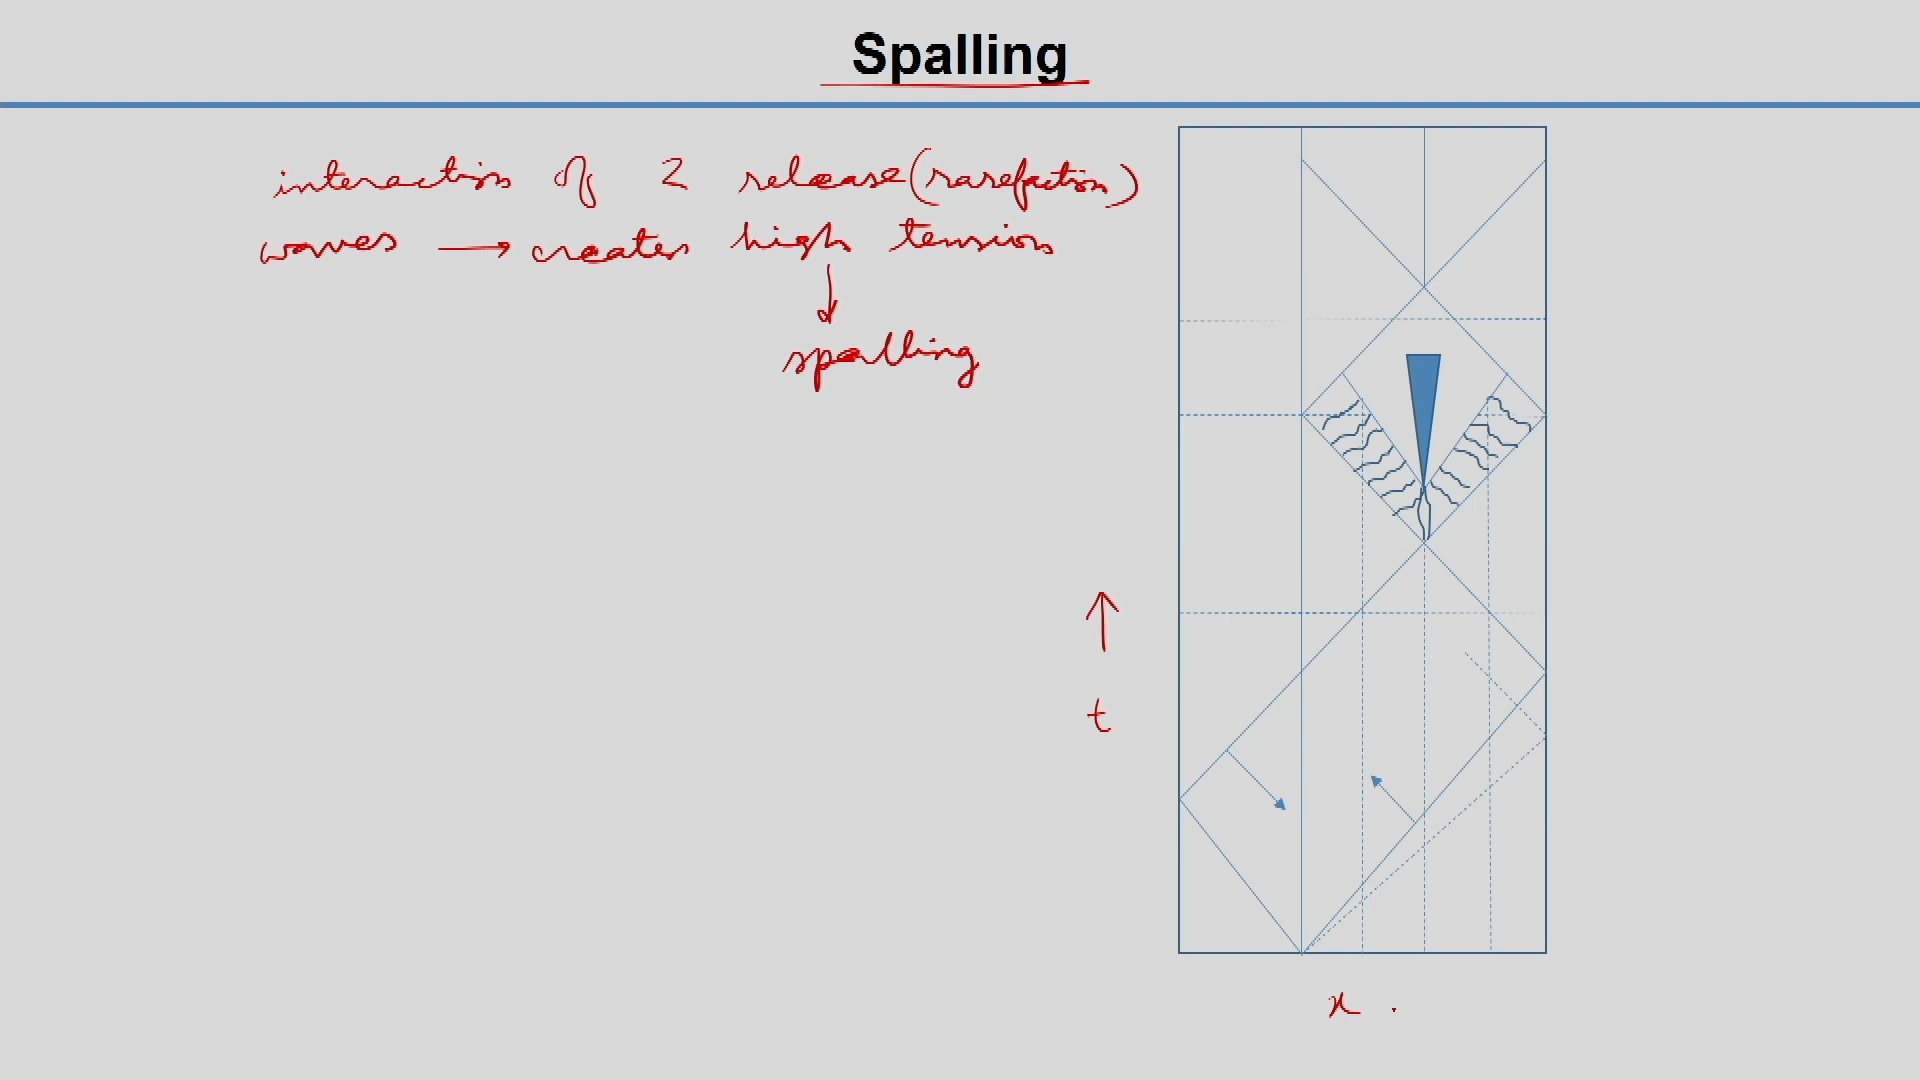 Spalling
interaction of 2 release (rarefaction)
waves → creates high tension
↓
spalling
↑
t
x .